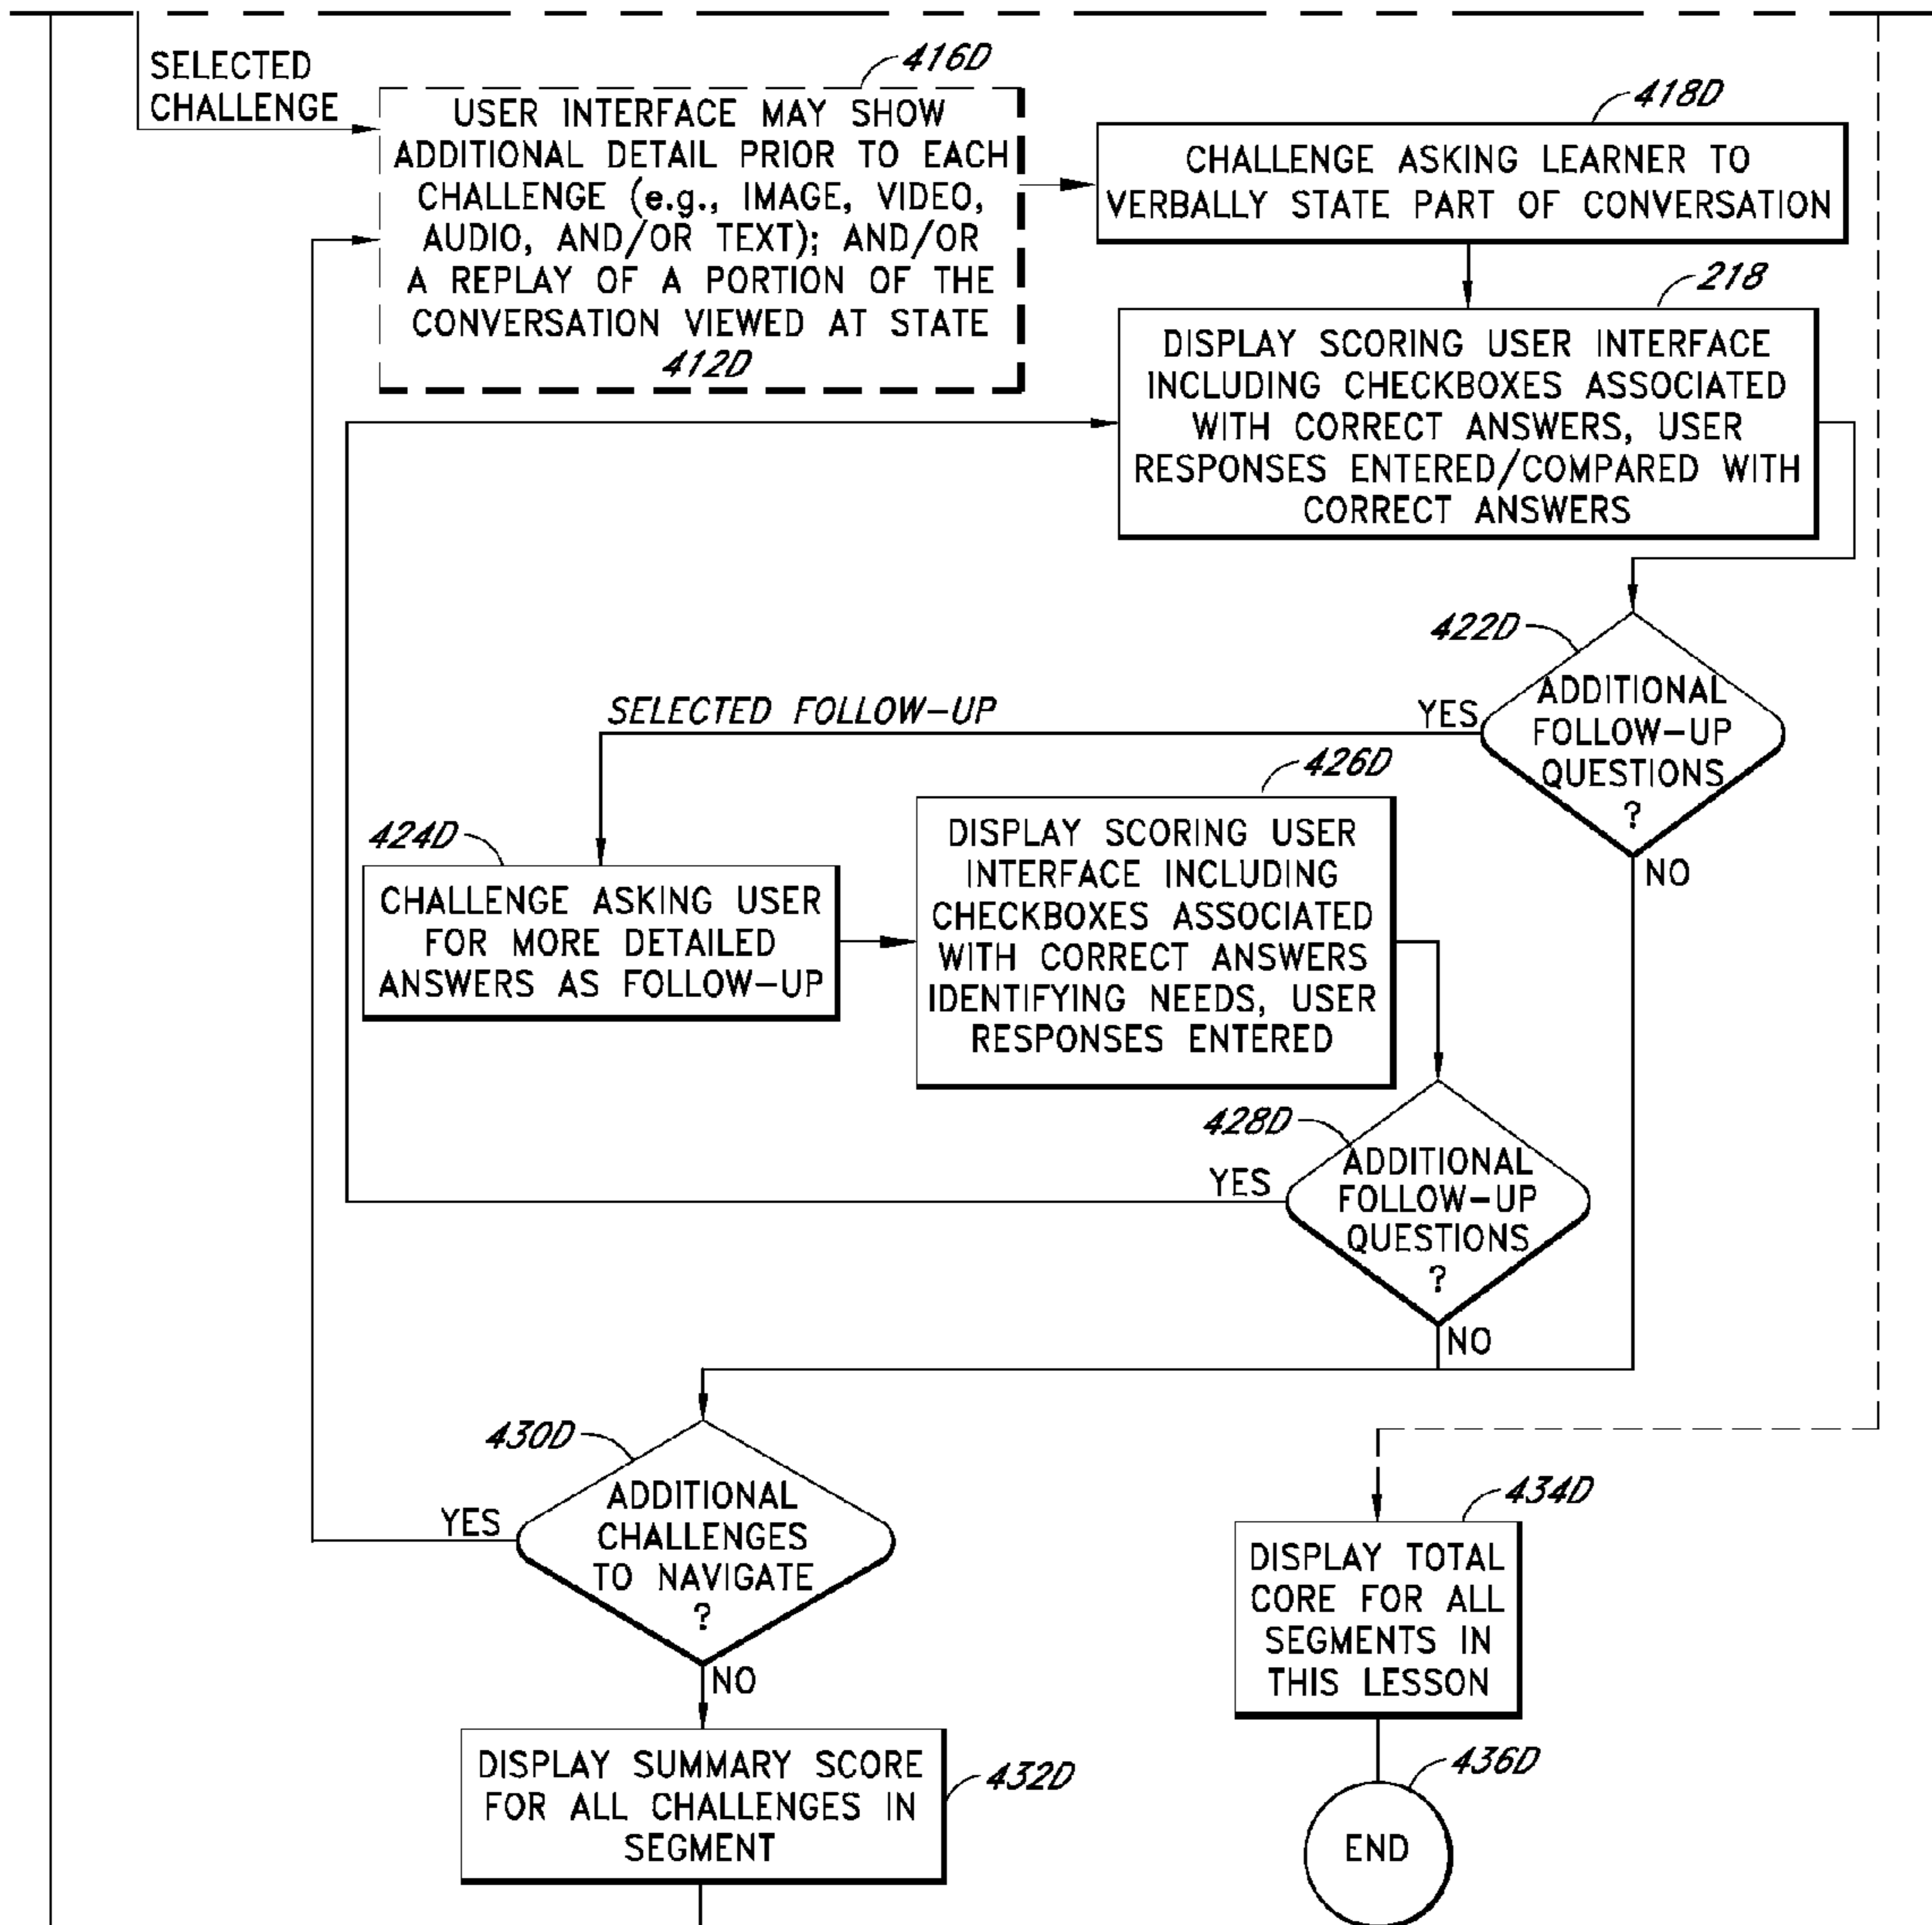 SELECTED
CHALLENGE
416D
USER INTERFACE MAY SHOW
ADDITIONAL DETAIL PRIOR TO EACH
CHALLENGE (e.g., IMAGE, VIDEO,
AUDIO, AND/OR TEXT); AND/OR
A REPLAY OF A PORTION OF THE
CONVERSATION VIEWED AT STATE
412D
418D
CHALLENGE ASKING LEARNER TO
VERBALLY STATE PART OF CONVERSATION
218
DISPLAY SCORING USER INTERFACE
INCLUDING CHECKBOXES ASSOCIATED
WITH CORRECT ANSWERS, USER
RESPONSES ENTERED/COMPARED WITH
CORRECT ANSWERS
422D
ADDITIONAL
FOLLOW-UP
QUESTIONS
?
YES
NO
SELECTED FOLLOW-UP
424D
CHALLENGE ASKING USER
FOR MORE DETAILED
ANSWERS AS FOLLOW-UP
426D
DISPLAY SCORING USER
INTERFACE INCLUDING
CHECKBOXES ASSOCIATED
WITH CORRECT ANSWERS
IDENTIFYING NEEDS, USER
RESPONSES ENTERED
428D
ADDITIONAL
FOLLOW-UP
QUESTIONS
?
YES
NO
430D
ADDITIONAL
CHALLENGES
TO NAVIGATE
?
YES
NO
432D
DISPLAY SUMMARY SCORE
FOR ALL CHALLENGES IN
SEGMENT
434D
DISPLAY TOTAL
CORE FOR ALL
SEGMENTS IN
THIS LESSON
436D
END